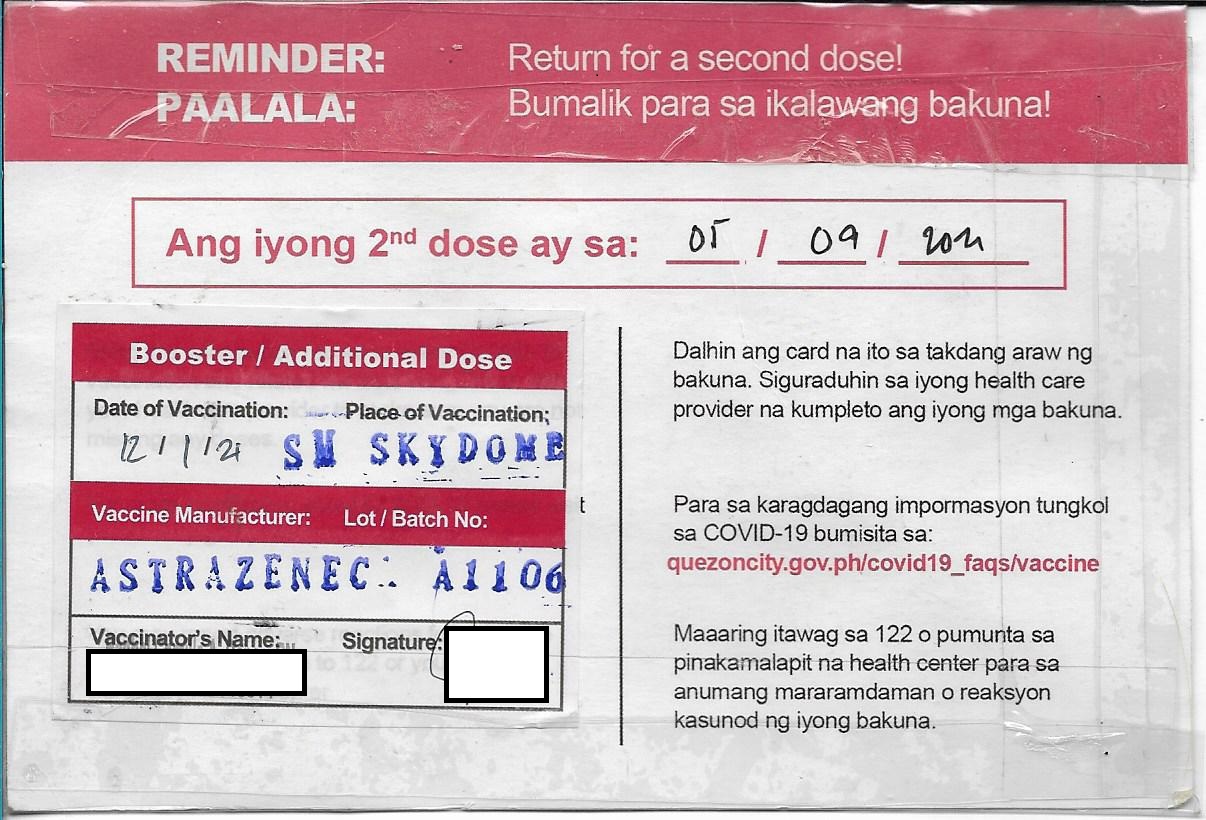 REMINDER: Return for a second dose!
PAALALA: Bumalik para sa ikalawang bakuna!
Ang iyong 2nd dose ay sa: 05 / 09 / 2021
Booster / Additional Dose
Date of Vaccination: Place of Vaccination:
12/1/21 SM SKYDOME
Vaccine Manufacturer: Lot / Batch No:
ASTRAZENEC A1106
Vaccinator's Name: Signature:
Dalhin ang card na ito sa takdang araw ng
bakuna. Siguraduhin sa iyong health care
provider na kumpleto ang iyong mga bakuna.
Para sa karagdagang impormasyon tungkol
sa COVID-19 bumisita sa:
quezoncity.gov.ph/covid19_faqs/vaccine
Maaaring itawag sa 122 o pumunta sa
pinakamalapit na health center para sa
anumang mararamdaman o reaksyon
kasunod ng iyong bakuna.